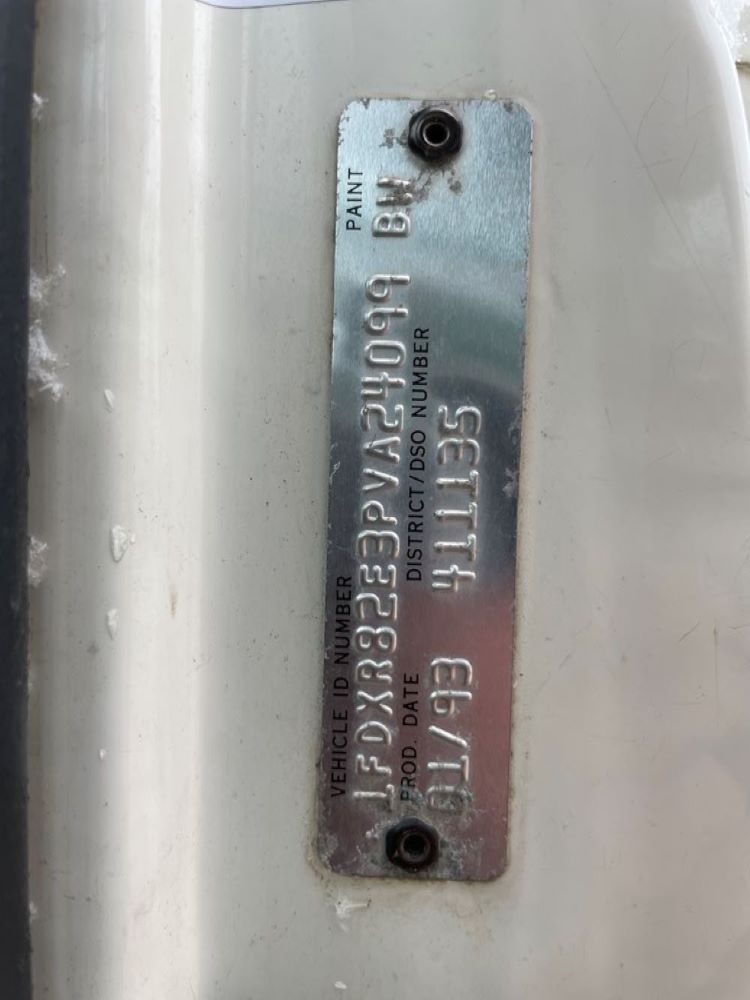 VEHICLE ID NUMBER PAINT
1FDXR82E3PVA24099 BW
PROD. DATE DISTRICT/DSO NUMBER
01/93 411135